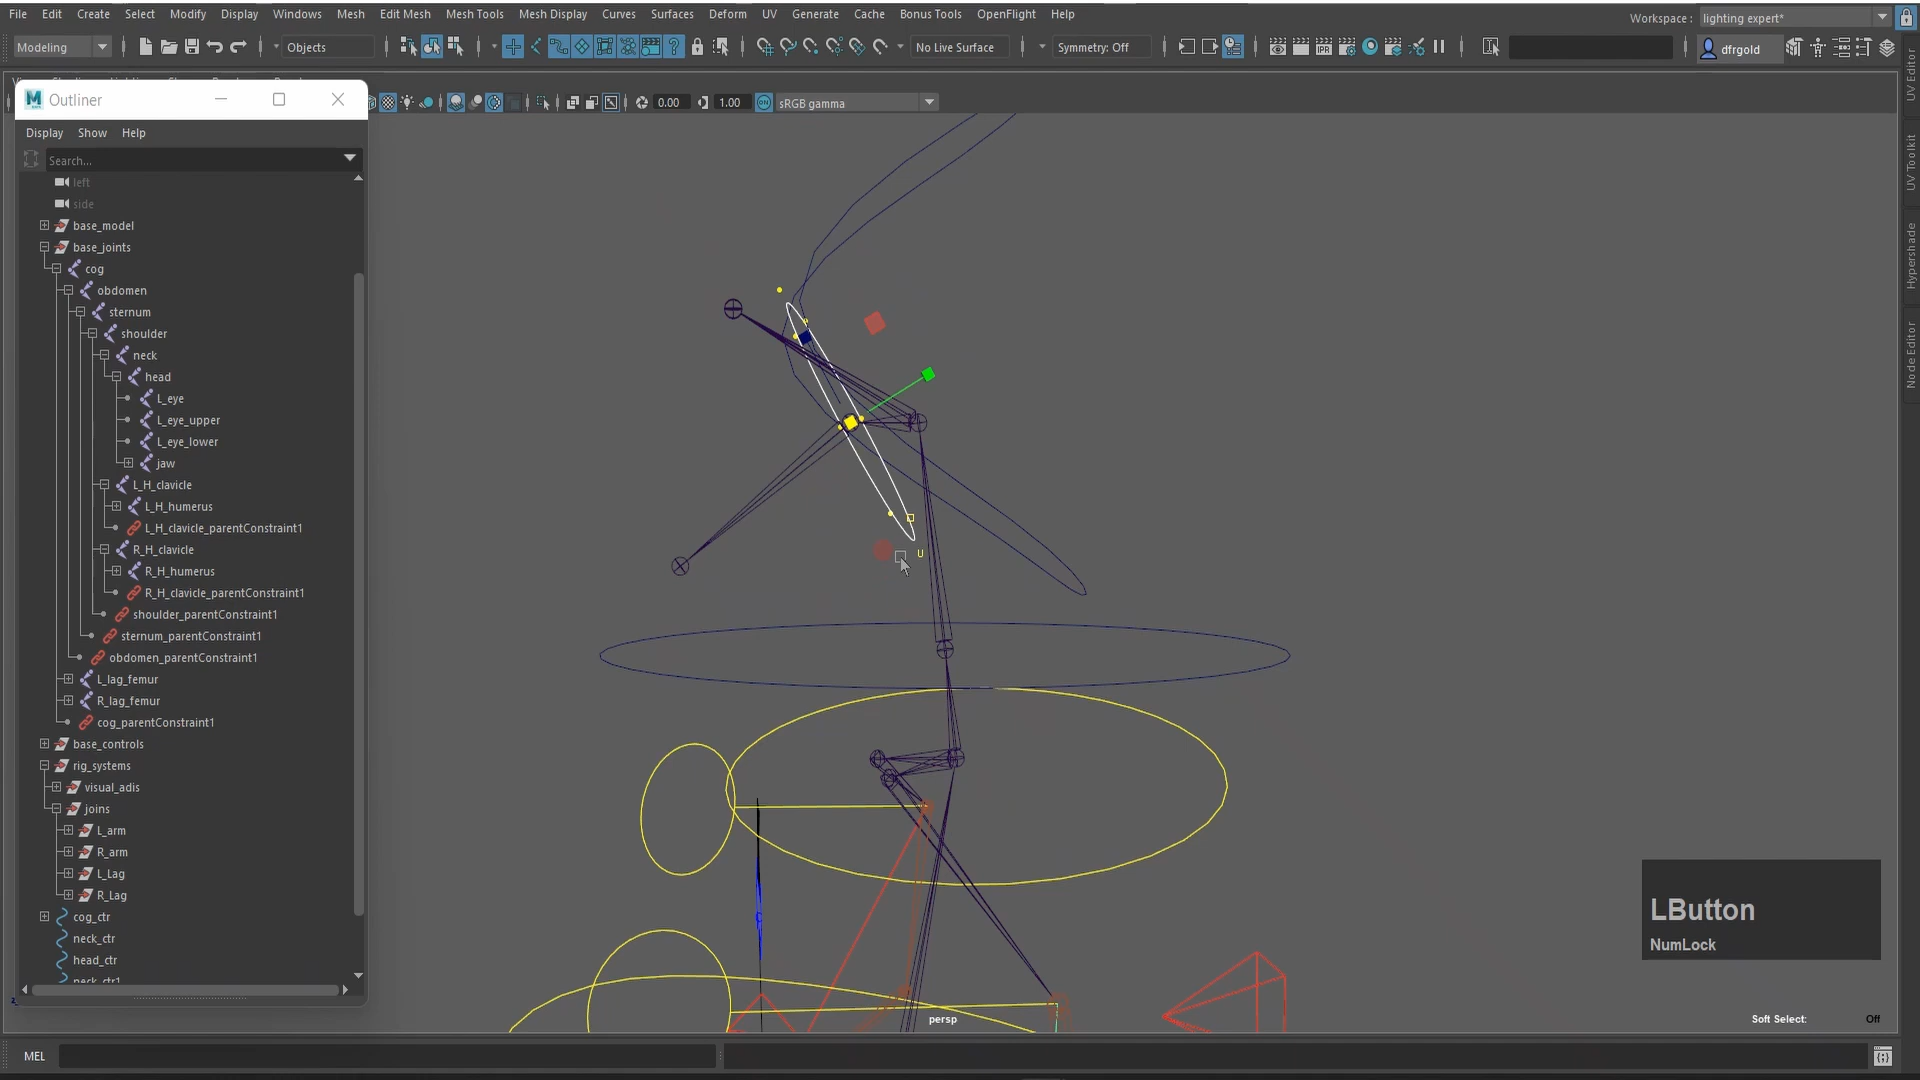 File Edit Create Select Modify Display Windows Mesh Edit Mesh Mesh Tools Mesh Display Curves Surfaces Deform UV Generate Cache Bonus Tools OpenFlight Help
Workspace : lighting expert*
Modeling Objects No Live Surface Symmetry: Off dfrgold
Outliner
0.00 1.00 sRGB gamma
Display Show Help
Search...
left
side
base_model
base_joints
cog
obdomen
sternum
shoulder
neck
head
L_eye
L_eye_upper
L_eye_lower
jaw
L_H_clavicle
L_H_humerus
L_H_clavicle_parentConstraint1
R_H_clavicle
R_H_humerus
R_H_clavicle_parentConstraint1
shoulder_parentConstraint1
sternum_parentConstraint1
obdomen_parentConstraint1
L_lag_femur
R_lag_femur
cog_parentConstraint1
base_controls
rig_systems
visual_adis
joins
L_arm
R_arm
L_Lag
R_Lag
cog_ctr
neck_ctr
head_ctr
neck_ctr1
U
LButton
NumLock
persp
Soft Select: Off
MEL
UV Editor
UV Toolkit
Hypershade
Node Editor